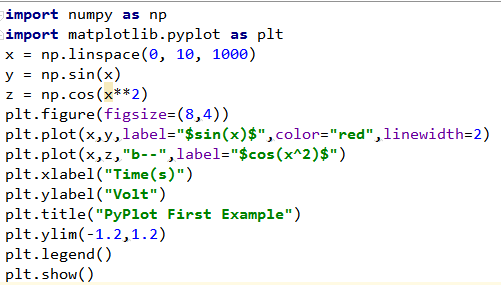 import numpy as np
import matplotlib.pyplot as plt
x = np.linspace(0, 10, 1000)
y = np.sin(x)
z = np.cos(x**2)
plt.figure(figsize=(8,4))
plt.plot(x,y,label="$sin(x)$",color="red",linewidth=2)
plt.plot(x,z,"b--",label="$cos(x^2)$")
plt.xlabel("Time(s)")
plt.ylabel("Volt")
plt.title("PyPlot First Example")
plt.ylim(-1.2,1.2)
plt.legend()
plt.show()